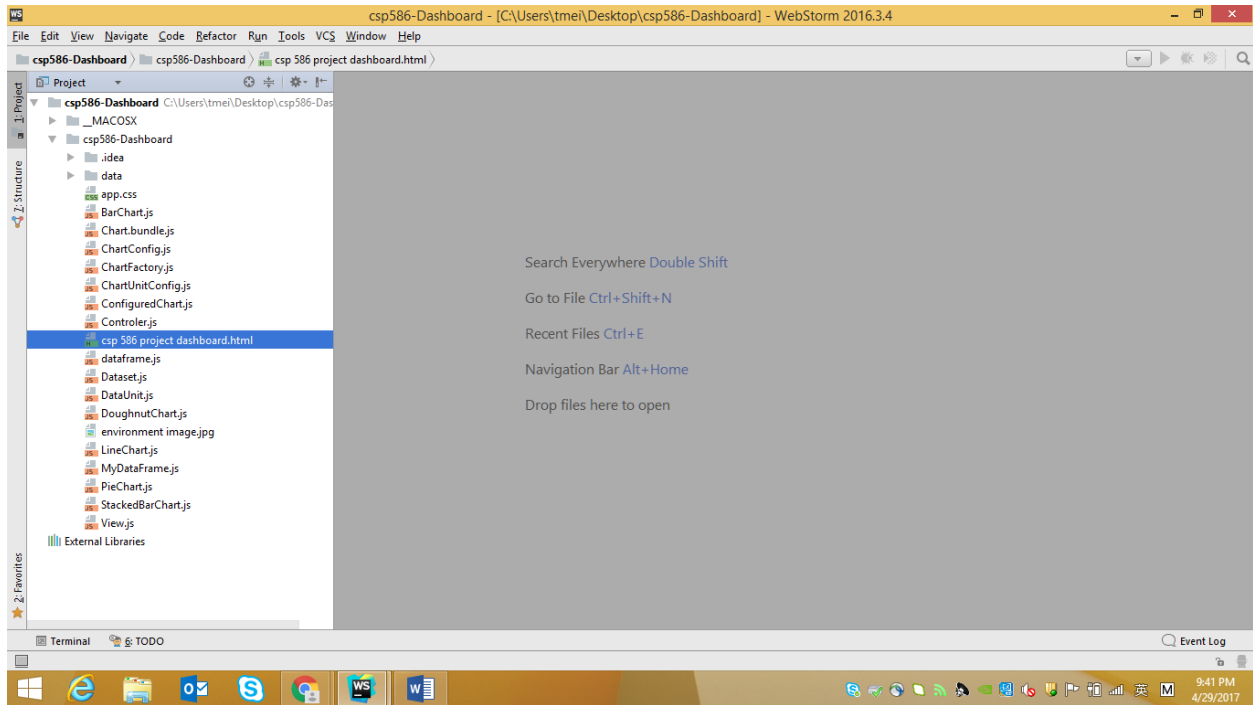 WS
csp586-Dashboard - [C:\Users\tmei\Desktop\csp586-Dashboard] - WebStorm 2016.3.4
File Edit View Navigate Code Refactor Run Tools VCS Window Help
csp586-Dashboard csp586-Dashboard csp 586 project dashboard.html
1: Project
Project
csp586-Dashboard C:\Users\tmei\Desktop\csp586-Das
__MACOSX
csp586-Dashboard
.idea
data
app.css
BarChart.js
Chart.bundle.js
ChartConfig.js
ChartFactory.js
ChartUnitConfig.js
ConfiguredChart.js
Controler.js
csp 586 project dashboard.html
dataframe.js
Dataset.js
DataUnit.js
DoughnutChart.js
environment image.jpg
LineChart.js
MyDataFrame.js
PieChart.js
StackedBarChart.js
View.js
External Libraries
Z: Structure
2: Favorites
Search Everywhere Double Shift
Go to File Ctrl+Shift+N
Recent Files Ctrl+E
Navigation Bar Alt+Home
Drop files here to open
Terminal 6: TODO Event Log
WS
英 M
9:41 PM
4/29/2017